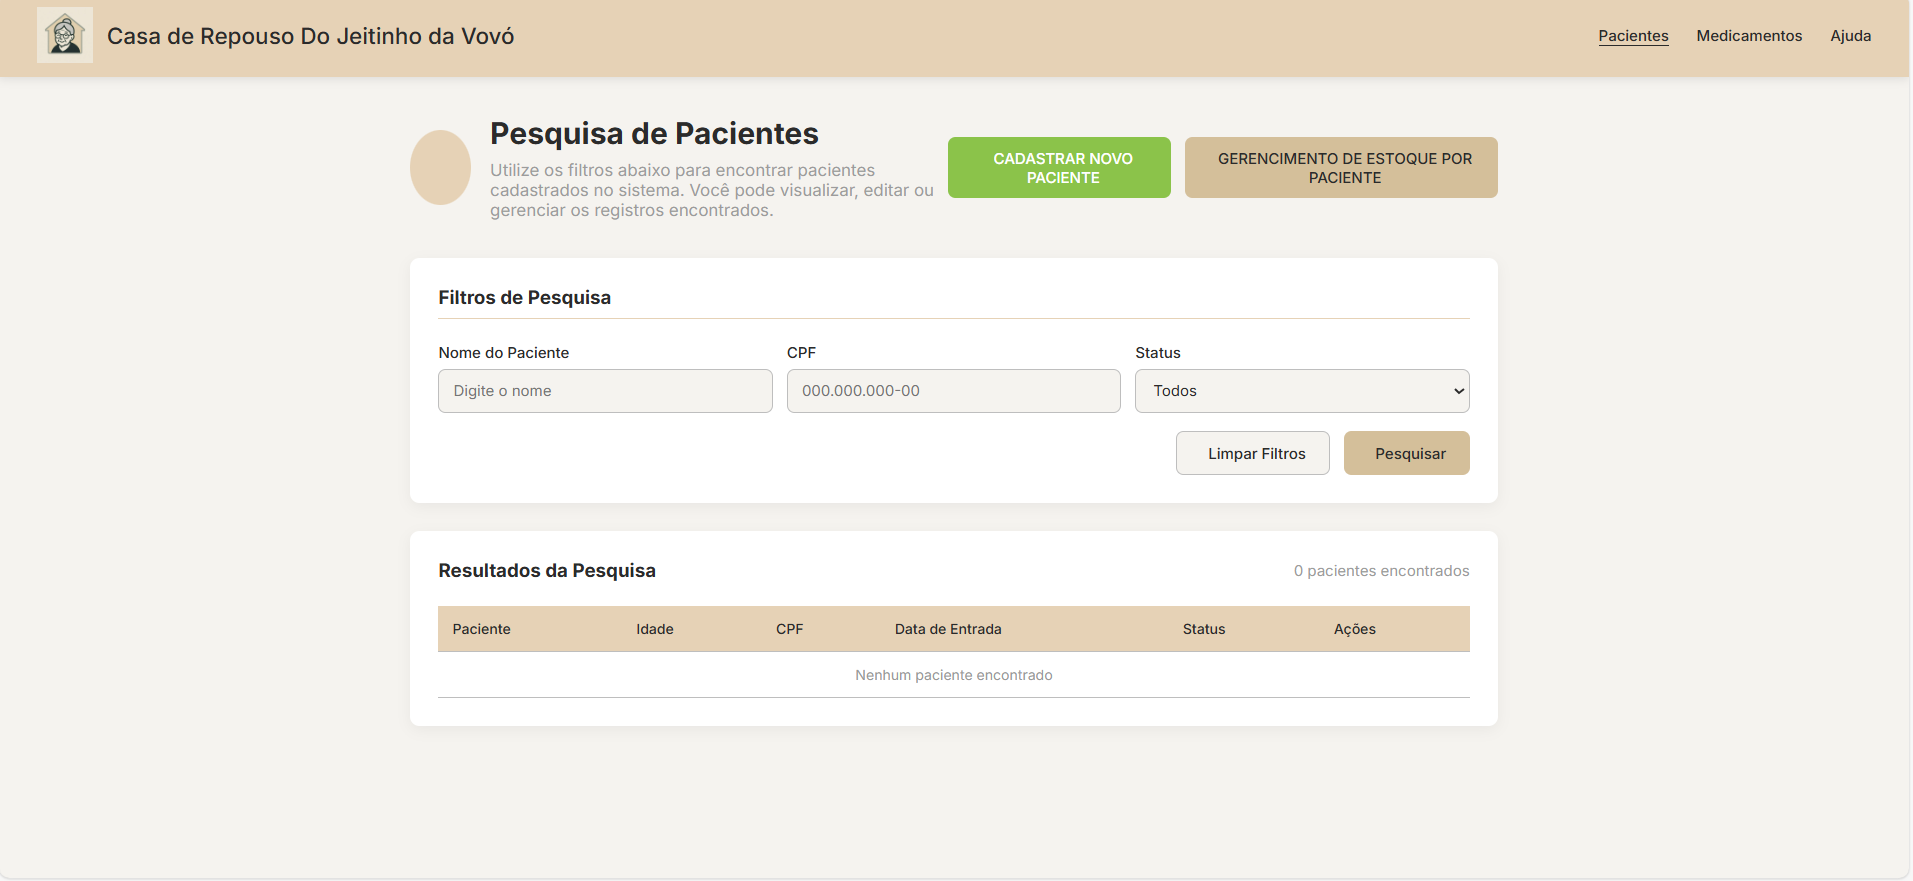 Casa de Repouso Do Jeitinho da Vovó
Pacientes
Medicamentos
Ajuda
Pesquisa de Pacientes
Utilize os filtros abaixo para encontrar pacientes
cadastrados no sistema. Você pode visualizar, editar ou
gerenciar os registros encontrados.
CADASTRAR NOVO
PACIENTE
GERENCIMENTO DE ESTOQUE POR
PACIENTE
Filtros de Pesquisa
Nome do Paciente
Digite o nome
CPF
000.000.000-00
Status
Todos
Limpar Filtros
Pesquisar
Resultados da Pesquisa
0 pacientes encontrados
Paciente
Idade
CPF
Data de Entrada
Status
Ações
Nenhum paciente encontrado